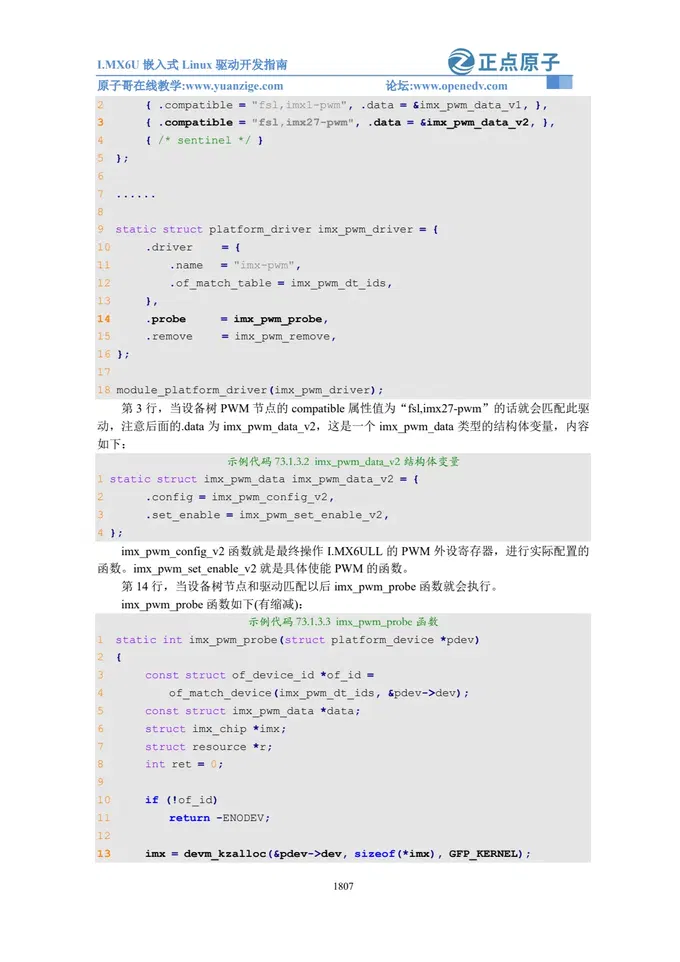 I.MX6U 嵌入式 Linux 驱动开发指南
正点原子
原子哥在线教学:www.yuanzige.com 论坛:www.openedv.com
2 { .compatible = "fsl,imx1-pwm", .data = &imx_pwm_data_v1, },
3 { .compatible = "fsl,imx27-pwm", .data = &imx_pwm_data_v2, },
4 { /* sentinel */ }
5 };
6
7 ......
8
9 static struct platform_driver imx_pwm_driver = {
10 .driver = {
11 .name = "imx-pwm",
12 .of_match_table = imx_pwm_dt_ids,
13 },
14 .probe = imx_pwm_probe,
15 .remove = imx_pwm_remove,
16 };
17
18 module_platform_driver(imx_pwm_driver);
第 3 行，当设备树 PWM 节点的 compatible 属性值为“fsl,imx27-pwm”的话就会匹配此驱
动，注意后面的.data 为 imx_pwm_data_v2，这是一个 imx_pwm_data 类型的结构体变量，内容
如下：
示例代码 73.1.3.2 imx_pwm_data_v2 结构体变量
1 static struct imx_pwm_data imx_pwm_data_v2 = {
2 .config = imx_pwm_config_v2,
3 .set_enable = imx_pwm_set_enable_v2,
4 };
imx_pwm_config_v2 函数就是最终操作 I.MX6ULL 的 PWM 外设寄存器，进行实际配置的
函数。imx_pwm_set_enable_v2 就是具体使能 PWM 的函数。
第 14 行，当设备树节点和驱动匹配以后 imx_pwm_probe 函数就会执行。
imx_pwm_probe 函数如下(有缩减)：
示例代码 73.1.3.3 imx_pwm_probe 函数
1 static int imx_pwm_probe(struct platform_device *pdev)
2 {
3 const struct of_device_id *of_id =
4 of_match_device(imx_pwm_dt_ids, &pdev->dev);
5 const struct imx_pwm_data *data;
6 struct imx_chip *imx;
7 struct resource *r;
8 int ret = 0;
9
10 if (!of_id)
11 return -ENODEV;
12
13 imx = devm_kzalloc(&pdev->dev, sizeof(*imx), GFP_KERNEL);
1807